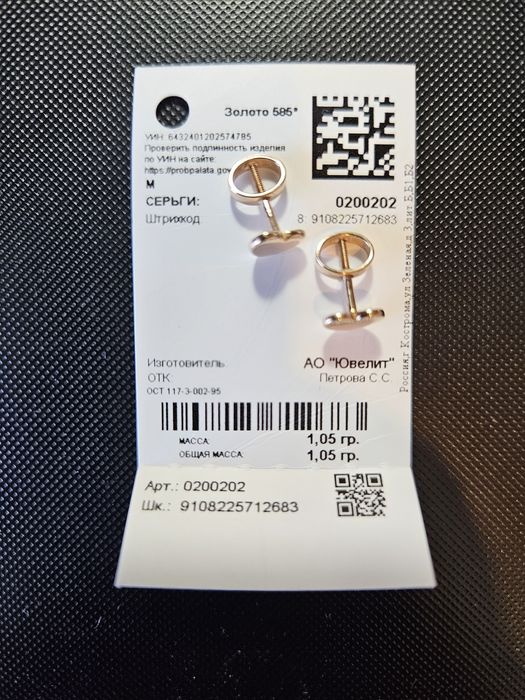 Золото 585*
УИН: 6432401202574785
Проверить подлинность изделия
по УИН на сайте:
https://probpalata.gov
М
СЕРЬГИ: 0200202
Штрихкод 8: 9108225712683
Россия,г.Кострома,ул.Зеленая,д.3,лит.Б,Б1,Б2
Изготовитель АО "Ювелит"
ОТК Петрова С С
ОСТ 117-3-002-95
МАССА: 1,05 гр.
ОБЩАЯ МАССА: 1,05 гр.
Арт.: 0200202
Шк.: 9108225712683